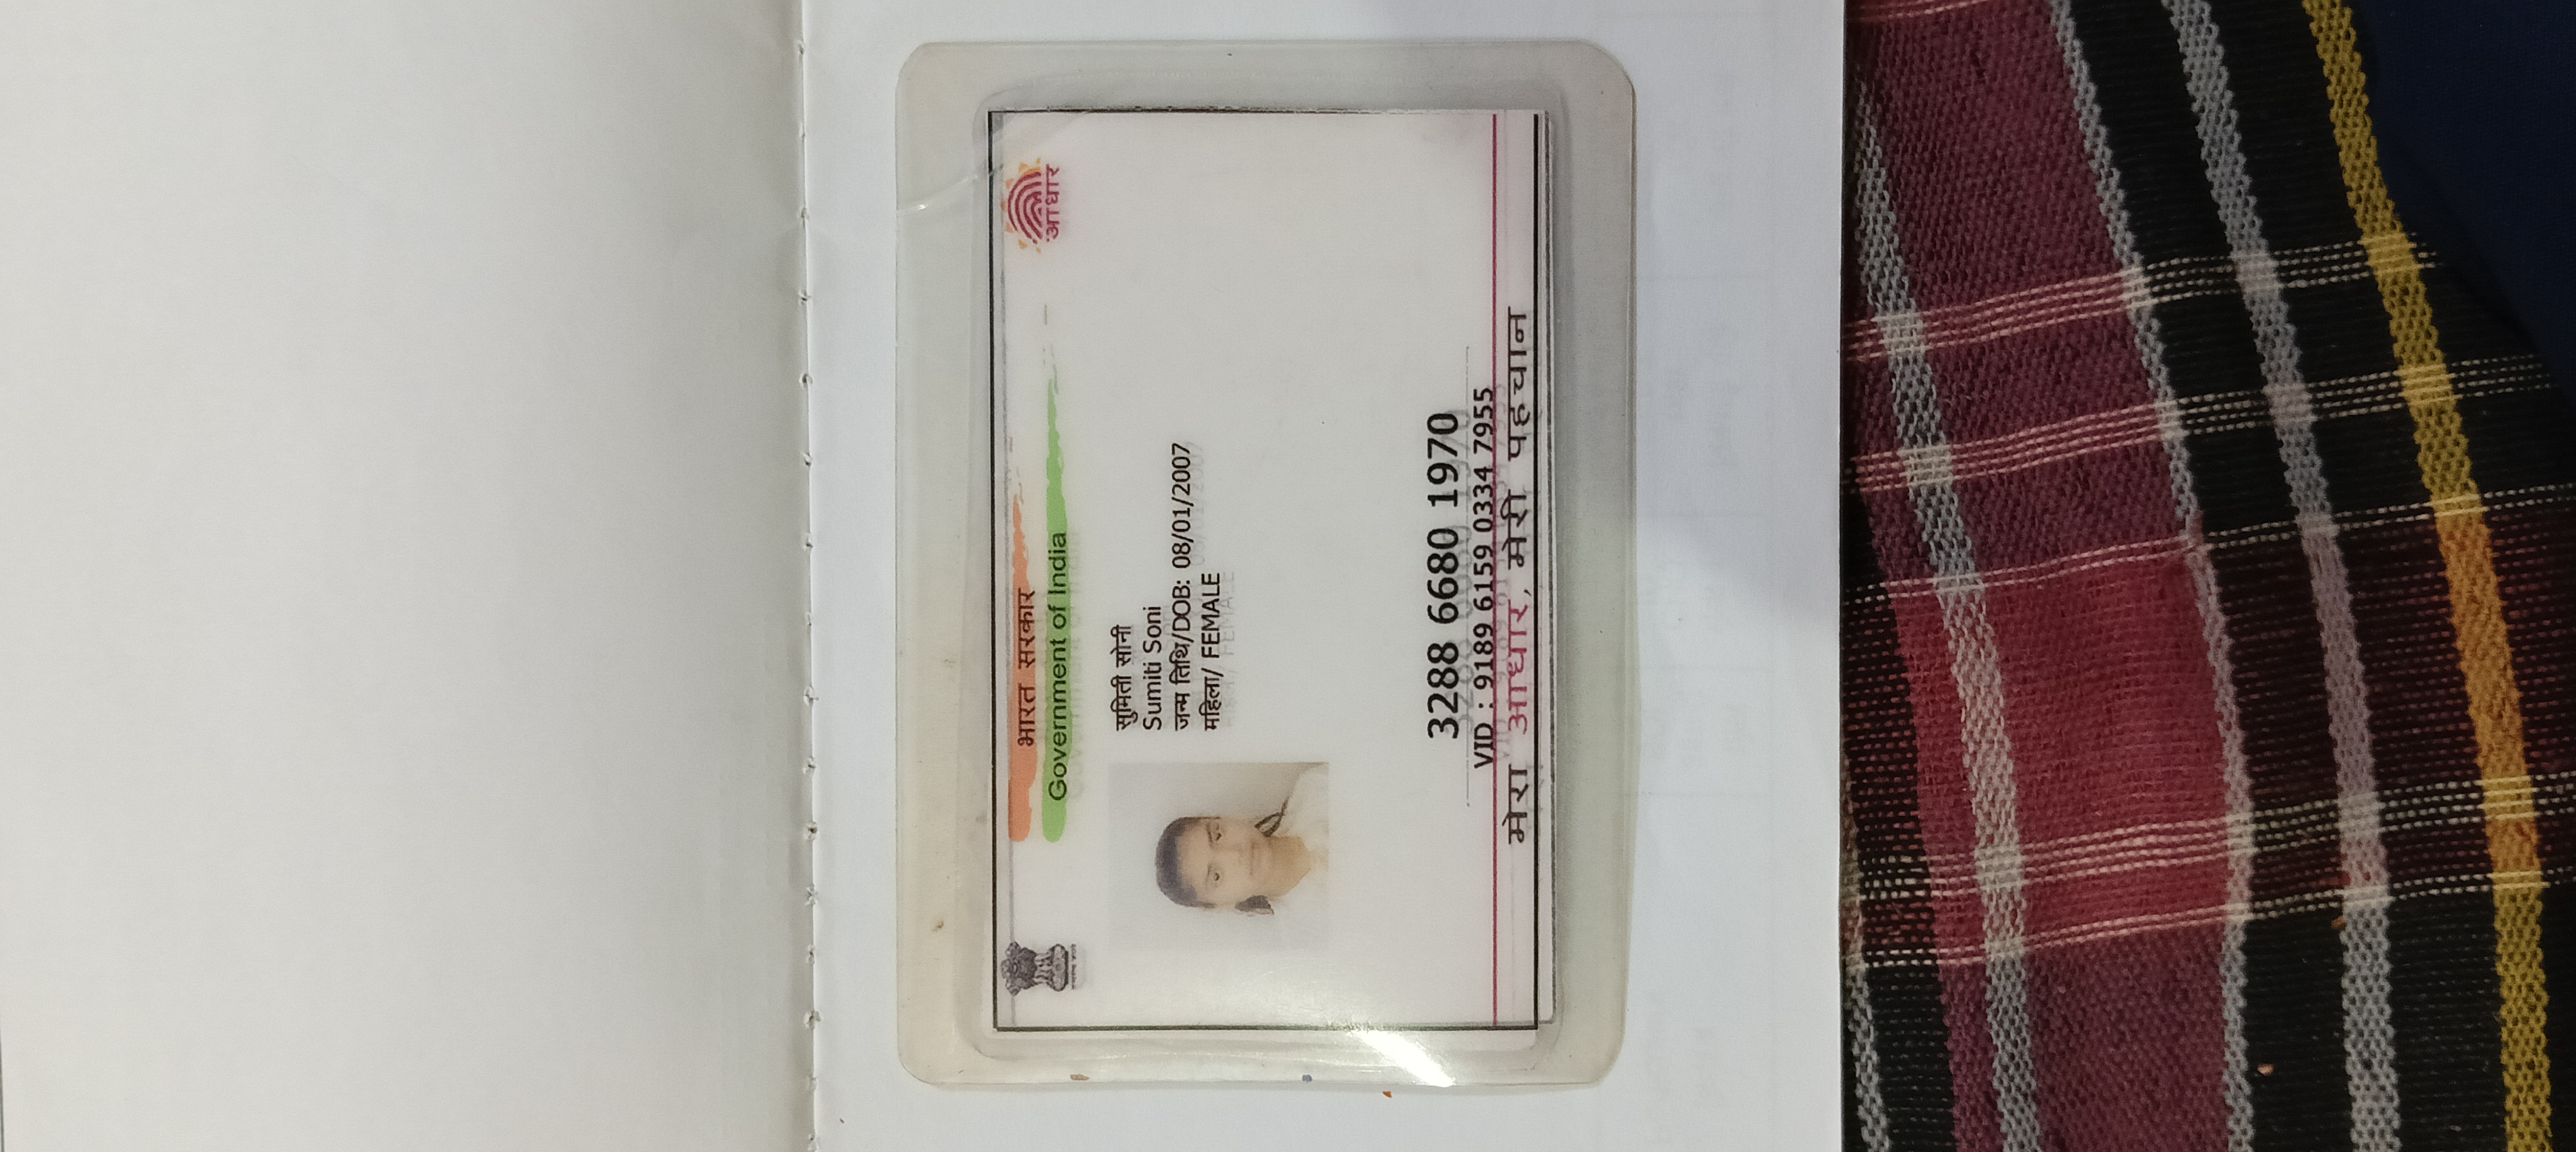 भारत सरकार
Government of India
आधार
सुमिती सोनी
Sumiti Soni
जन्म तिथि/DOB: 08/01/2007
महिला/ FEMALE
3288 6680 1970
VID : 9189 6159 0334 7955
मेरा आधार, मेरी पहचान